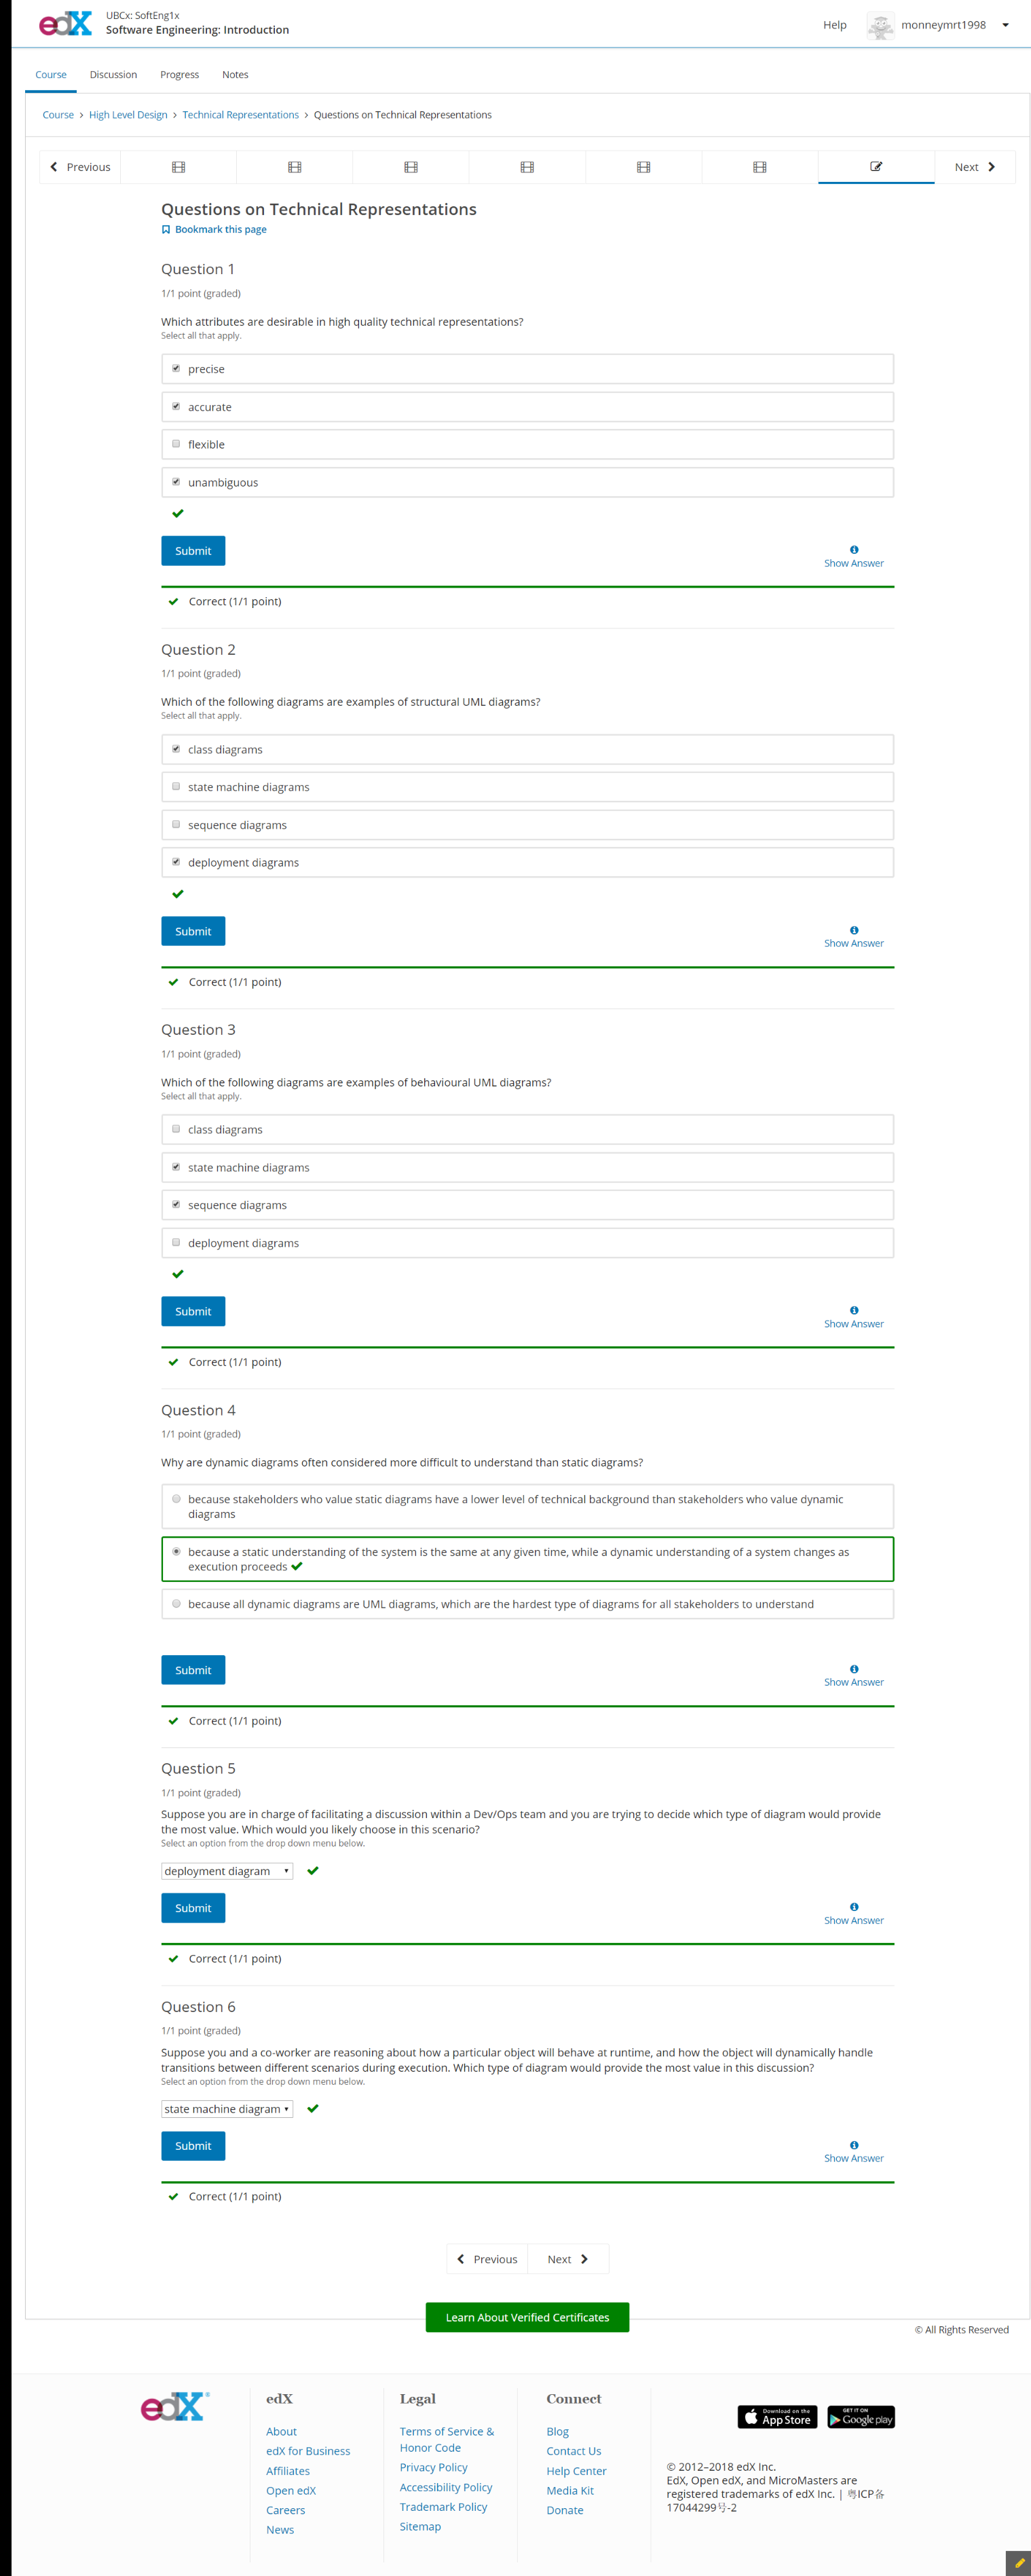 edX
UBCx: SoftEng1x
Software Engineering: Introduction
Help
monneymrt1998
Course
Discussion
Progress
Notes
Course > High Level Design > Technical Representations > Questions on Technical Representations
Previous
Next
Questions on Technical Representations
Bookmark this page
Question 1
1/1 point (graded)
Which attributes are desirable in high quality technical representations?
Select all that apply.
precise
accurate
flexible
unambiguous
Submit
Show Answer
Correct (1/1 point)
Question 2
1/1 point (graded)
Which of the following diagrams are examples of structural UML diagrams?
Select all that apply.
class diagrams
state machine diagrams
sequence diagrams
deployment diagrams
Submit
Show Answer
Correct (1/1 point)
Question 3
1/1 point (graded)
Which of the following diagrams are examples of behavioural UML diagrams?
Select all that apply.
class diagrams
state machine diagrams
sequence diagrams
deployment diagrams
Submit
Show Answer
Correct (1/1 point)
Question 4
1/1 point (graded)
Why are dynamic diagrams often considered more difficult to understand than static diagrams?
because stakeholders who value static diagrams have a lower level of technical background than stakeholders who value dynamic
diagrams
because a static understanding of the system is the same at any given time, while a dynamic understanding of a system changes as
execution proceeds
because all dynamic diagrams are UML diagrams, which are the hardest type of diagrams for all stakeholders to understand
Submit
Show Answer
Correct (1/1 point)
Question 5
1/1 point (graded)
Suppose you are in charge of facilitating a discussion within a Dev/Ops team and you are trying to decide which type of diagram would provide
the most value. Which would you likely choose in this scenario?
Select an option from the drop down menu below.
deployment diagram
Submit
Show Answer
Correct (1/1 point)
Question 6
1/1 point (graded)
Suppose you and a co-worker are reasoning about how a particular object will behave at runtime, and how the object will dynamically handle
transitions between different scenarios during execution. Which type of diagram would provide the most value in this discussion?
Select an option from the drop down menu below.
state machine diagram
Submit
Show Answer
Correct (1/1 point)
Previous
Next
Learn About Verified Certificates
© All Rights Reserved
edX
edX
About
edX for Business
Affiliates
Open edX
Careers
News
Legal
Terms of Service &
Honor Code
Privacy Policy
Accessibility Policy
Trademark Policy
Sitemap
Connect
Blog
Contact Us
Help Center
Media Kit
Donate
Download on the
App Store
GET IT ON
Google play
© 2012–2018 edX Inc.
EdX, Open edX, and MicroMasters are
registered trademarks of edX Inc. | 粤ICP备
17044299号-2